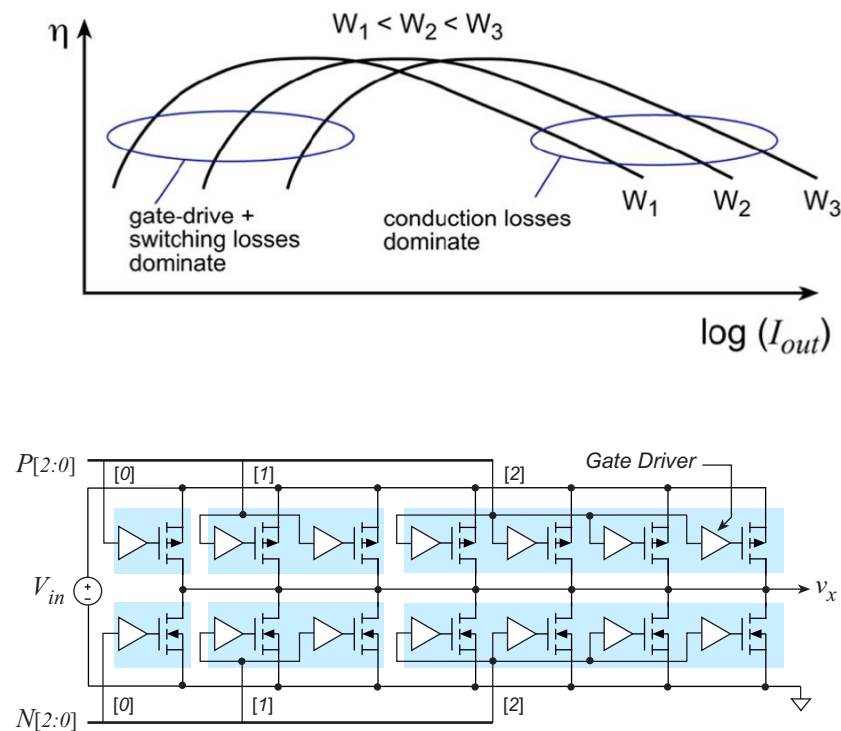 η
W1 < W2 < W3
gate-drive +
switching losses
dominate
conduction losses
dominate
W1
W2
W3
log (Iout)
P[2:0]
[0]
[1]
[2]
Gate Driver
Vin
+
−
vx
[0]
[1]
[2]
N[2:0]